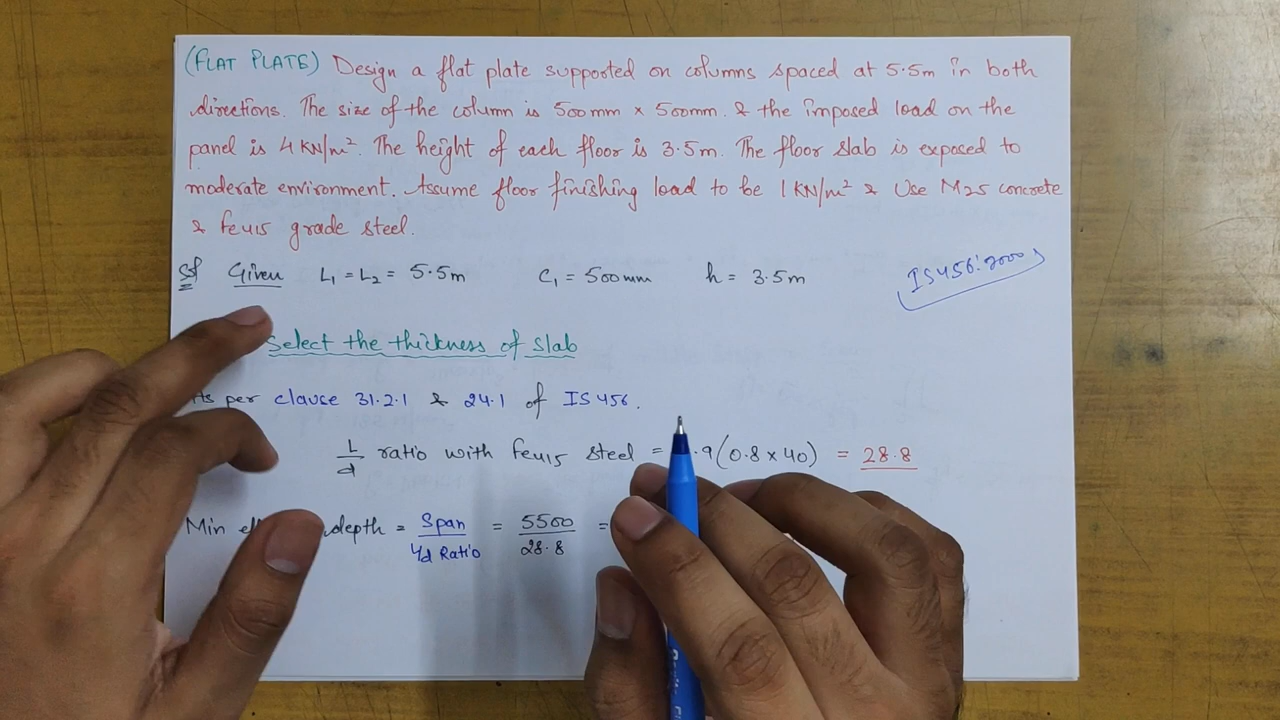 (FLAT PLATE) Design a flat plate supported on columns spaced at 5.5m in both
directions. The size of the column is 500mm × 500mm. & the imposed load on the
panel is 4 KN/m². The height of each floor is 3.5m. The floor slab is exposed to
moderate environment. Assume floor finishing load to be 1 KN/m² & Use M25 concrete
& Fe415 grade steel.
Sol Given L₁ = L₂ = 5.5m C₁ = 500mm h = 3.5m
IS456:2000
Select the thickness of slab
per clause 31.2.1 & 24.1 of IS 456.
L/d ratio with Fe415 steel = .9(0.8 × 40) = 28.8
Min depth = Span / L/d Ratio = 5500 / 28.8 =